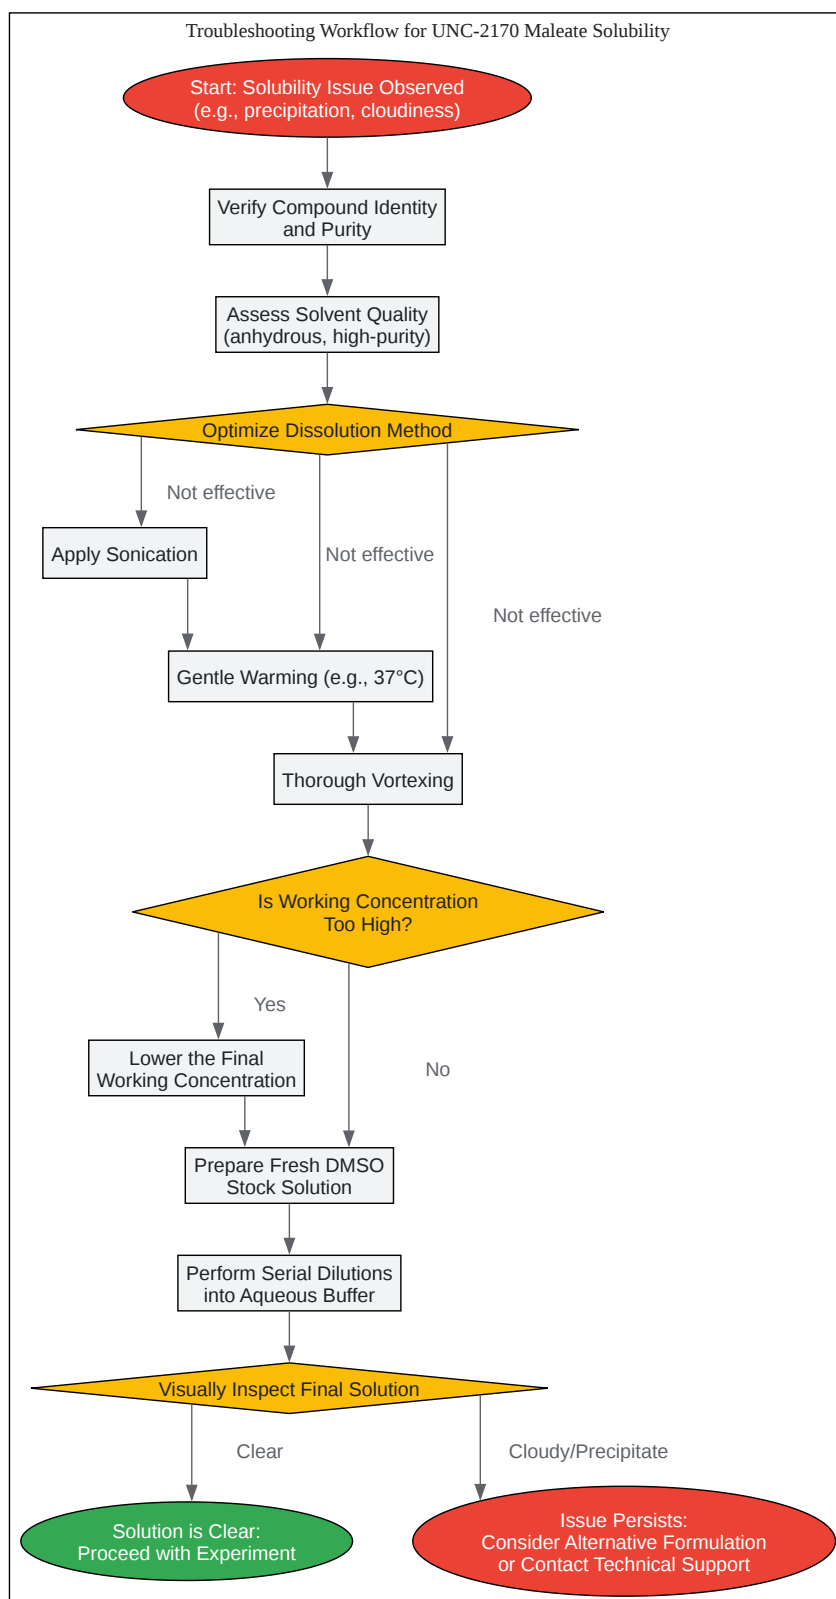 Troubleshooting Workflow for UNC-2170 Maleate Solubility
Start: Solubility Issue Observed
(e.g., precipitation, cloudiness)
Verify Compound Identity
and Purity
Assess Solvent Quality
(anhydrous, high-purity)
Optimize Dissolution Method
Not effective
Apply Sonication
Not effective
Not effective
Gentle Warming (e.g., 37°C)
Thorough Vortexing
Is Working Concentration
Too High?
Yes
Lower the Final
Working Concentration
No
Prepare Fresh DMSO
Stock Solution
Perform Serial Dilutions
into Aqueous Buffer
Visually Inspect Final Solution
Clear
Cloudy/Precipitate
Solution is Clear:
Proceed with Experiment
Issue Persists:
Consider Alternative Formulation
or Contact Technical Support